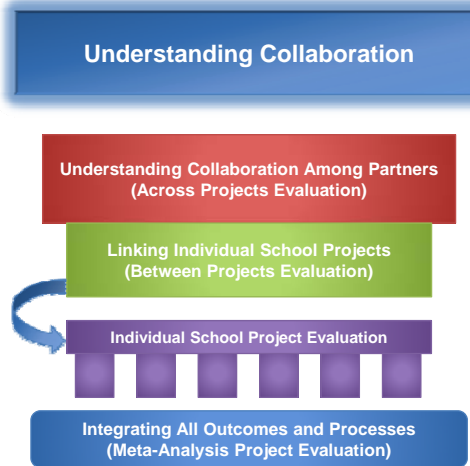 Understanding Collaboration
Understanding Collaboration Among Partners
(Across Projects Evaluation)
Linking Individual School Projects
(Between Projects Evaluation)
Individual School Project Evaluation
Integrating All Outcomes and Processes
(Meta-Analysis Project Evaluation)